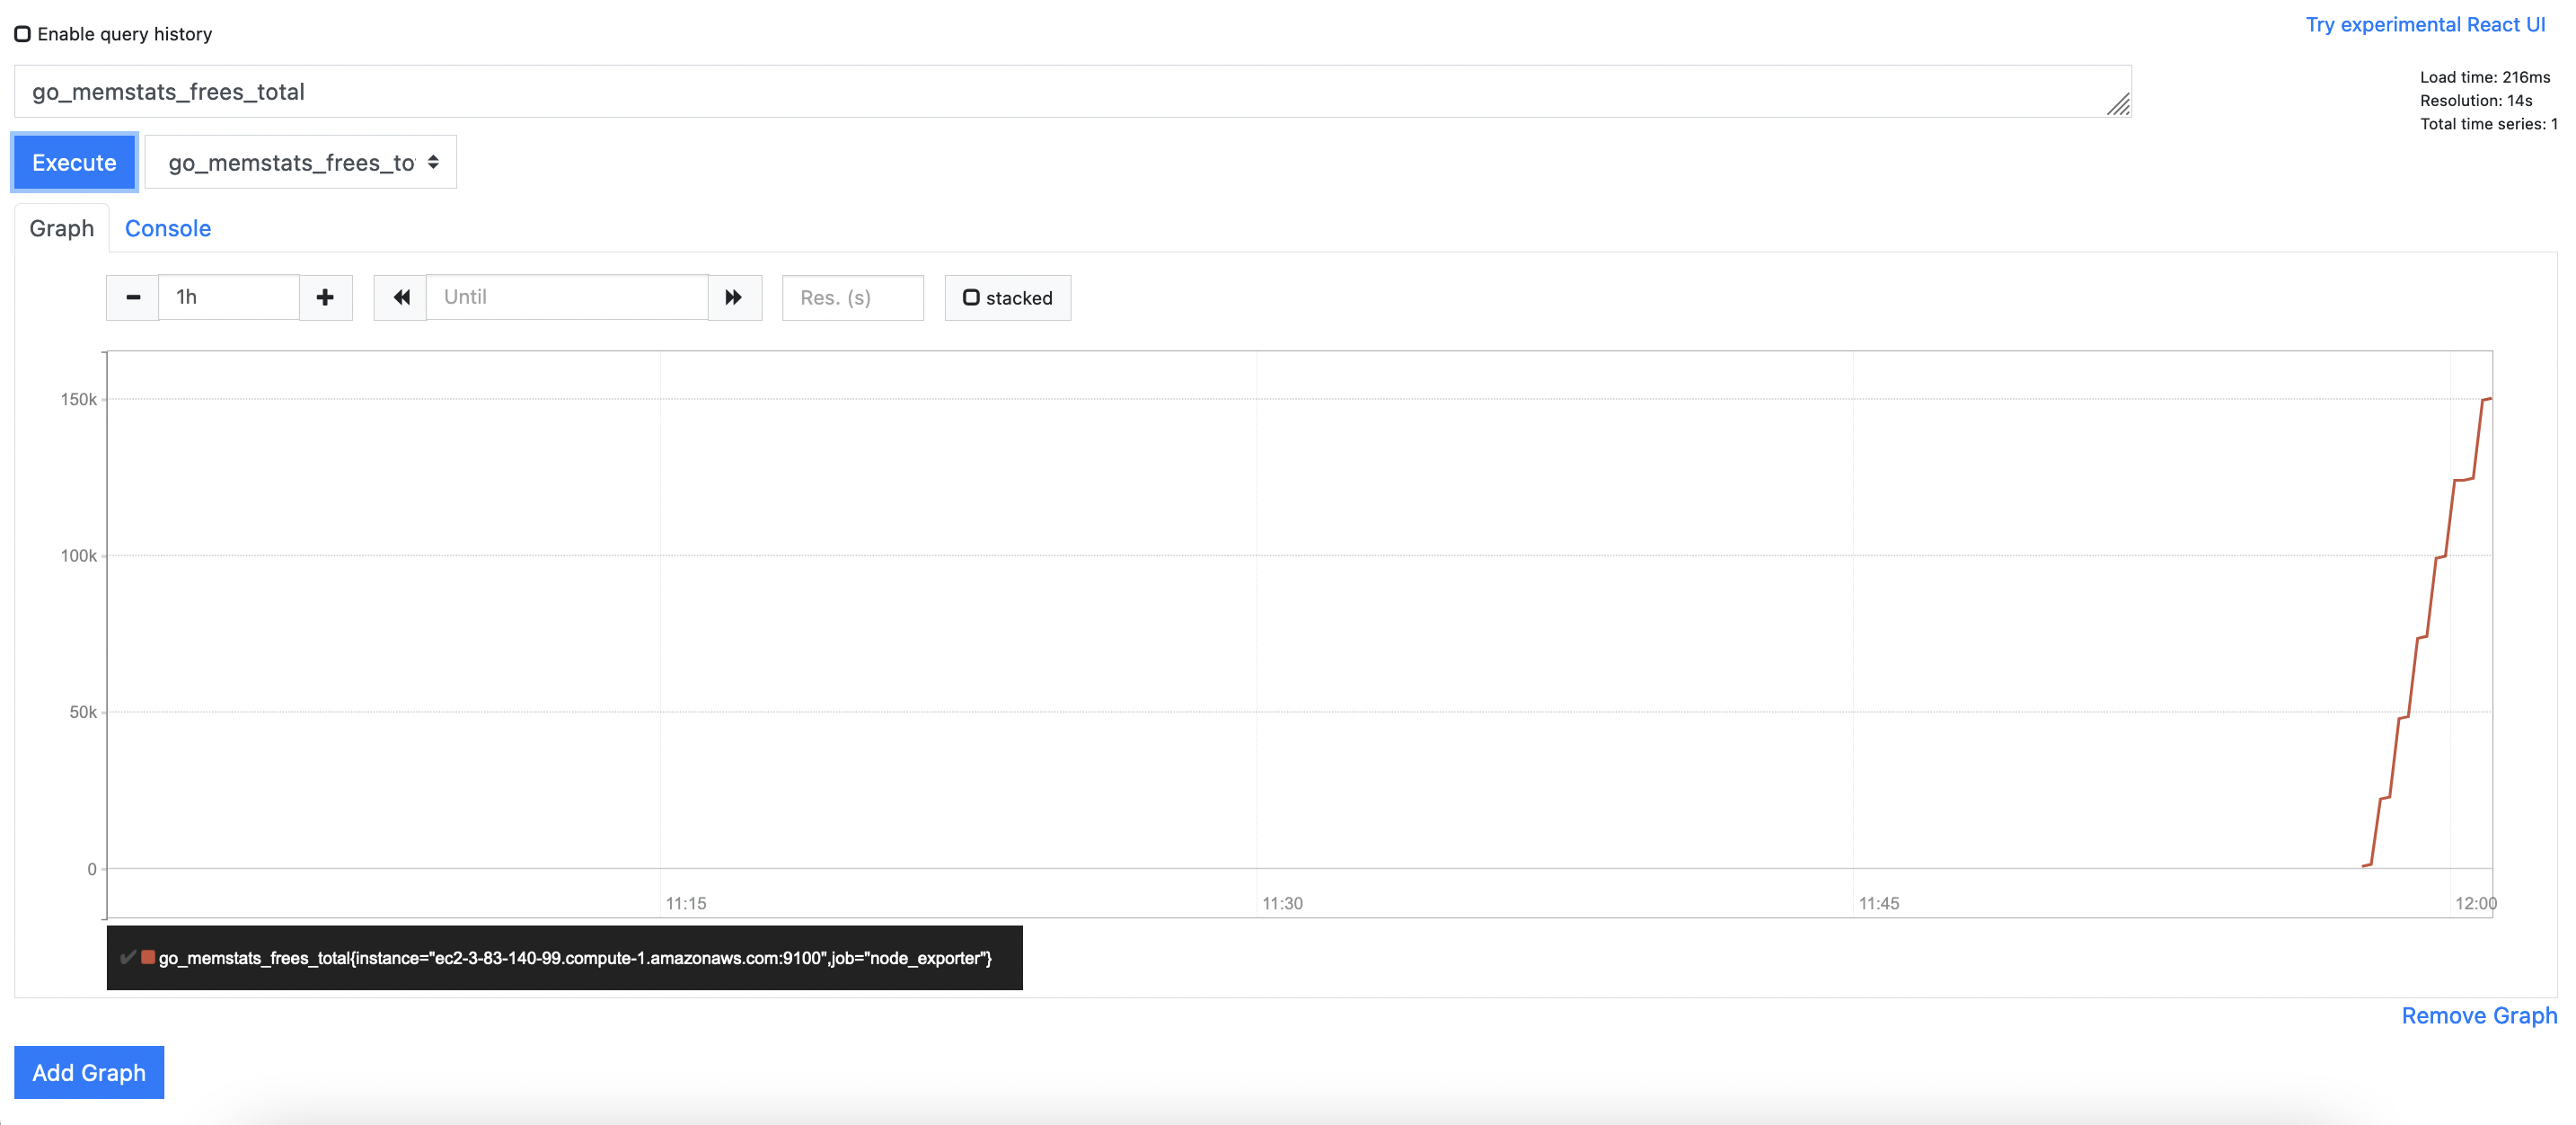 Enable query history
Try experimental React UI
go_memstats_frees_total
Load time: 216ms
Resolution: 14s
Total time series: 1
Execute
go_memstats_frees_to
Graph
Console
1h
Until
Res. (s)
stacked
150k
100k
50k
0
11:15
11:30
11:45
12:00
go_memstats_frees_total{instance="ec2-3-83-140-99.compute-1.amazonaws.com:9100",job="node_exporter"}
Remove Graph
Add Graph